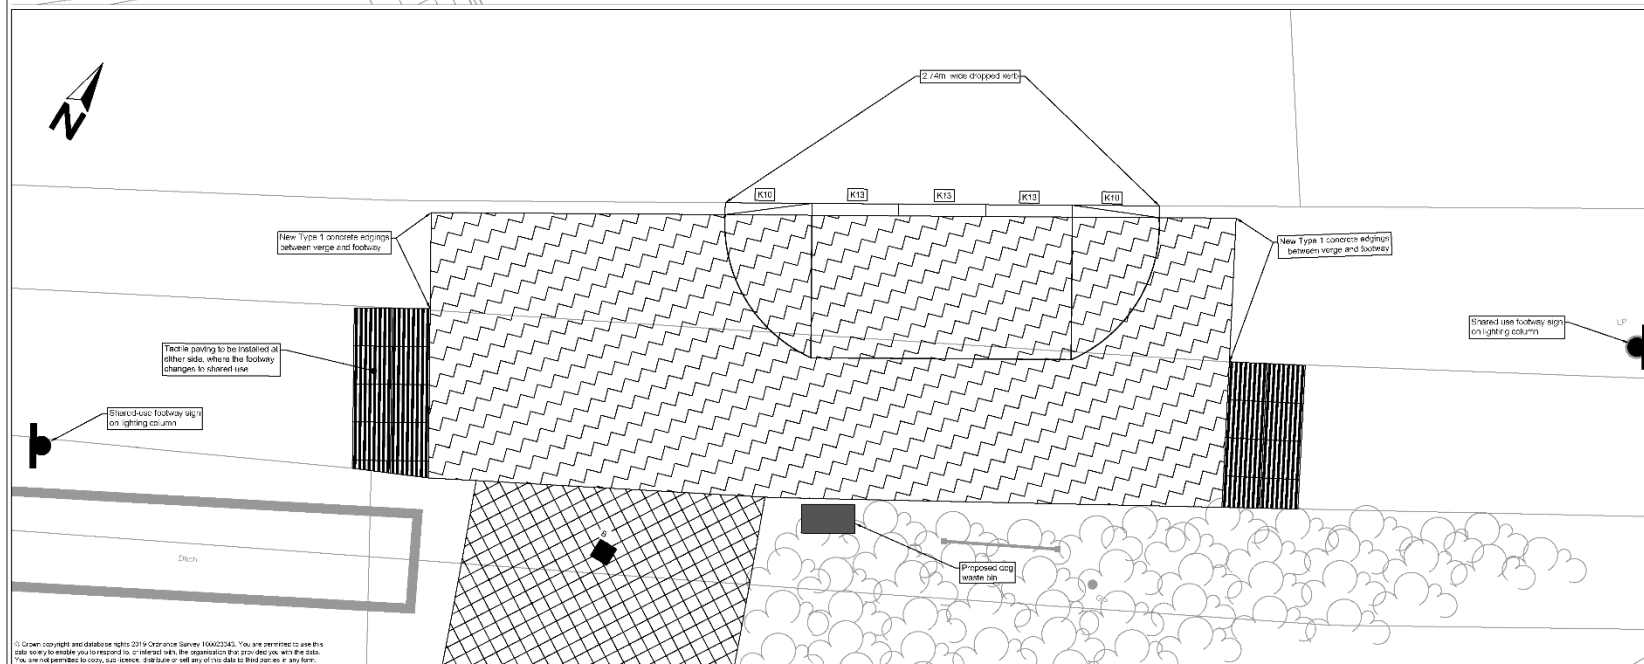 N
2.74m wide dropped kerb
K10
K13
K13
K13
K10
New Type 1 concrete edgings
between verge and footway
New Type 1 concrete edgings
between verge and footway
LP
Shared use footway sign
on lighting column
Tactile paving to be installed at
either side, where the footway
changes to shared-use
Shared-use footway sign
on lighting column
B
Ditch
Proposed dog
waste bin
© Crown copyright and database rights 2019 Ordnance Survey 100023343. You are permitted to use this
data solely to enable you to respond to, or interact with, the organisation that provided you with the data.
You are not permitted to copy, sub-licence, distribute or sell any of this data to third parties in any form.